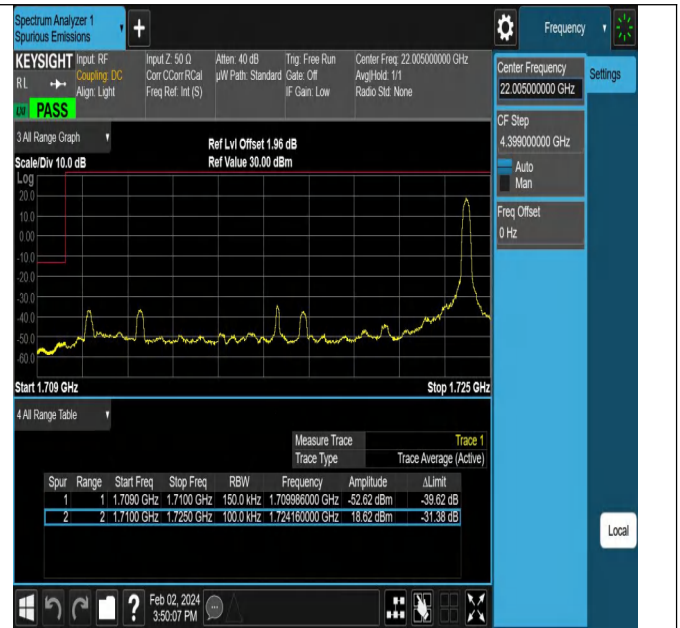 Spectrum Analyzer 1
Spurious Emissions
+
Frequency
KEYSIGHT Input: RF Input Z: 50 Ω Atten: 40 dB Trig: Free Run Center Freq: 22.005000000 GHz
RL Coupling: DC Corr CCorr RCal µW Path: Standard Gate: Off Avg|Hold: 1/1
Align: Light Freq Ref: Int (S) IF Gain: Low Radio Std: None
PASS
Center Frequency
22.005000000 GHz
Settings
CF Step
4.399000000 GHz
Auto
Man
Freq Offset
0 Hz
3 All Range Graph
Ref Lvl Offset 1.96 dB
Scale/Div 10.0 dB Ref Value 30.00 dBm
Log
20.0
10.0
0.00
-10.0
-20.0
-30.0
-40.0
-50.0
-60.0
Start 1.709 GHz Stop 1.725 GHz
4 All Range Table
Measure Trace Trace 1
Trace Type Trace Average (Active)
Spur Range Start Freq Stop Freq RBW Frequency Amplitude ΔLimit
1 1 1.7090 GHz 1.7100 GHz 150.0 kHz 1.709986000 GHz -52.62 dBm -39.62 dB
2 2 1.7100 GHz 1.7250 GHz 100.0 kHz 1.724160000 GHz 18.62 dBm -31.38 dB
Local
? Feb 02, 2024
3:50:07 PM